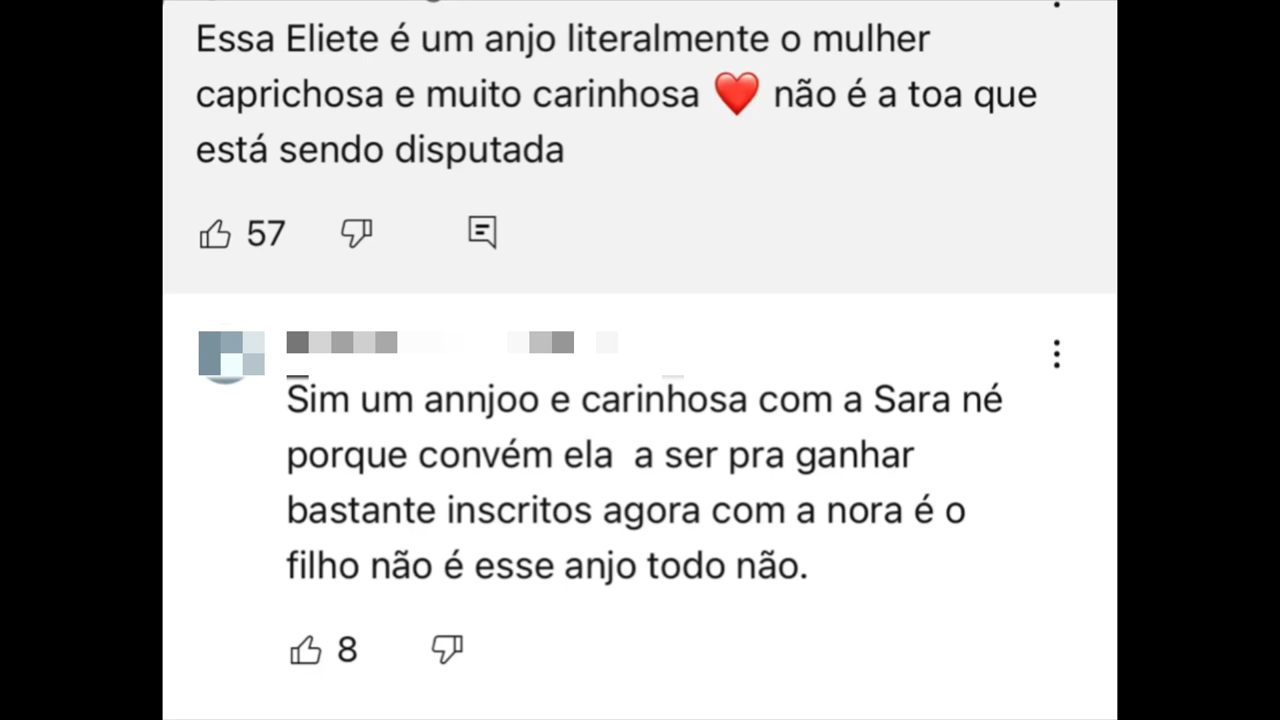 Essa Eliete é um anjo literalmente o mulher
caprichosa e muito carinhosa ❤️ não é a toa que
está sendo disputada
57
Sim um annjoo e carinhosa com a Sara né
porque convém ela  a ser pra ganhar
bastante inscritos agora com a nora é o
filho não é esse anjo todo não.
8